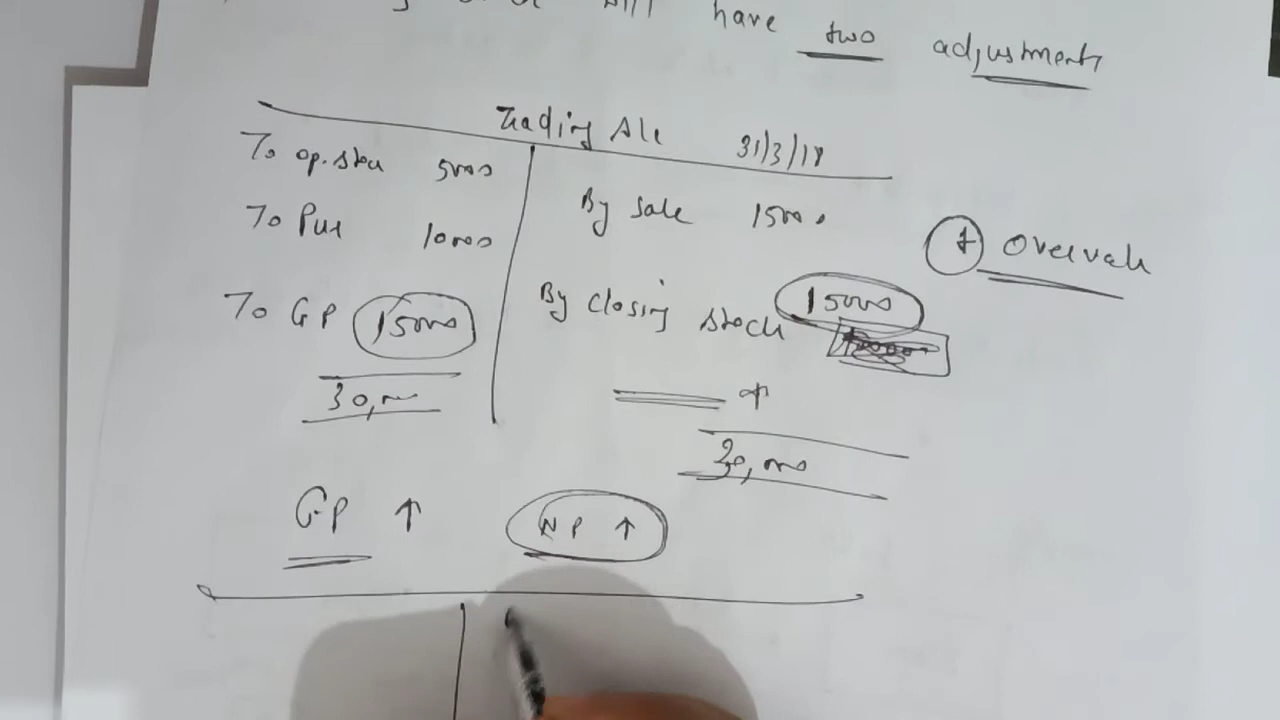 will have two adjustments
Trading A/c 31/3/18
To op. stock 5000
By Sale 15000
To Pur 10000
+ Overvalu
By Closing Stock 15000
To GP 15000
30,000
30,000
GP ↑ NP ↑